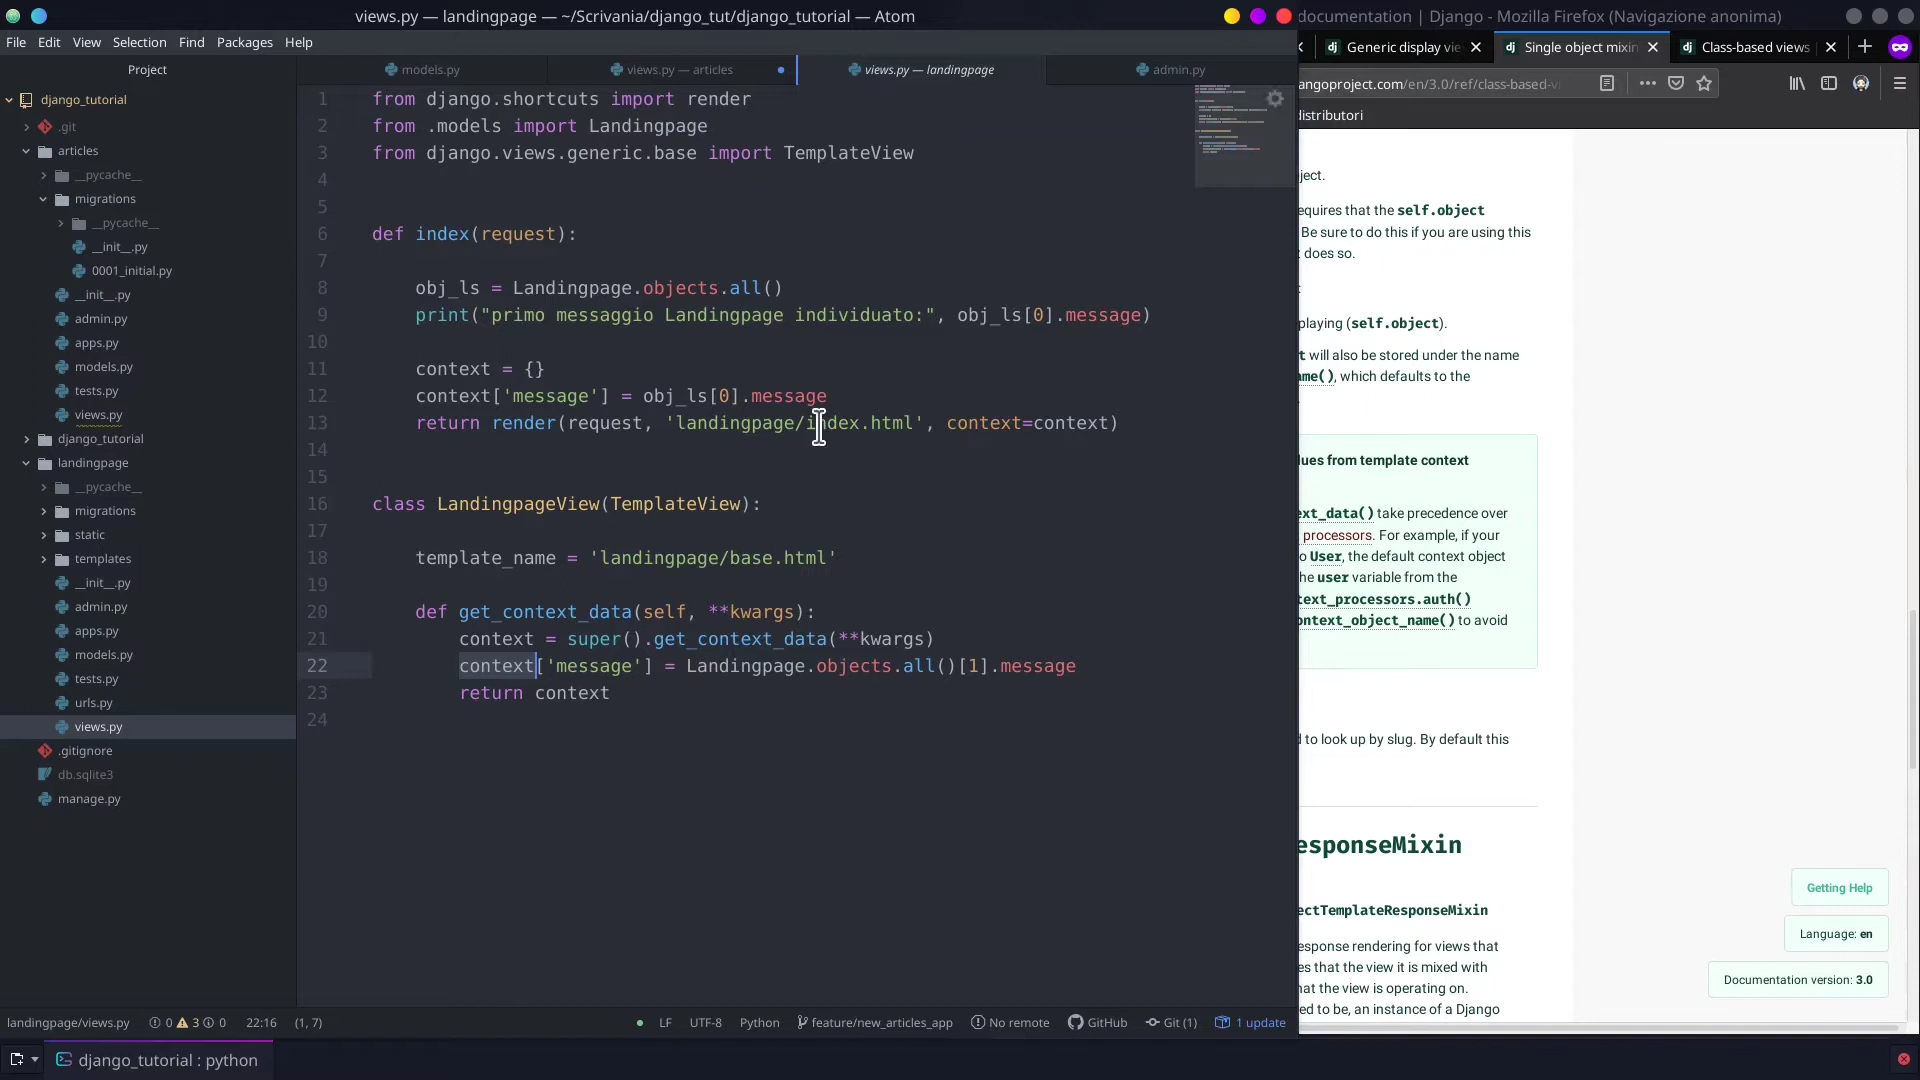 views.py — landingpage — ~/Scrivania/django_tut/django_tutorial — Atom
File Edit View Selection Find Packages Help
Project
django_tutorial
.git
articles
__pycache__
migrations
__pycache__
__init__.py
0001_initial.py
__init__.py
admin.py
apps.py
models.py
tests.py
views.py
django_tutorial
landingpage
__pycache__
migrations
static
templates
__init__.py
admin.py
apps.py
models.py
tests.py
urls.py
views.py
.gitignore
db.sqlite3
manage.py
models.py
views.py — articles
views.py — landingpage
admin.py
1 from django.shortcuts import render
2 from .models import Landingpage
3 from django.views.generic.base import TemplateView
4
5
6 def index(request):
7
8 obj_ls = Landingpage.objects.all()
9 print("primo messaggio Landingpage individuato:", obj_ls[0].message)
10
11 context = {}
12 context['message'] = obj_ls[0].message
13 return render(request, 'landingpage/index.html', context=context)
14
15
16 class LandingpageView(TemplateView):
17
18 template_name = 'landingpage/base.html'
19
20 def get_context_data(self, **kwargs):
21 context = super().get_context_data(**kwargs)
22 context['message'] = Landingpage.objects.all()[1].message
23 return context
24
landingpage/views.py 0 3 0 22:16 (1, 7)
LF UTF-8 Python feature/new_articles_app No remote GitHub Git (1) 1 update
django_tutorial : python
documentation | Django - Mozilla Firefox (Navigazione anonima)
Generic display vie
Single object mixin
Class-based views
angoproject.com/en/3.0/ref/class-based-vi
distributori
ject.
equires that the self.object
Be sure to do this if you are using this
does so.
t
playing (self.object).
t will also be stored under the name
ame(), which defaults to the
lues from template context
ext_data() take precedence over
processors. For example, if your
o User, the default context object
he user variable from the
text_processors.auth()
ontext_object_name() to avoid
d to look up by slug. By default this
esponseMixin
ectTemplateResponseMixin
esponse rendering for views that
es that the view it is mixed with
hat the view is operating on.
ed to be, an instance of a Django
Getting Help
Language: en
Documentation version: 3.0